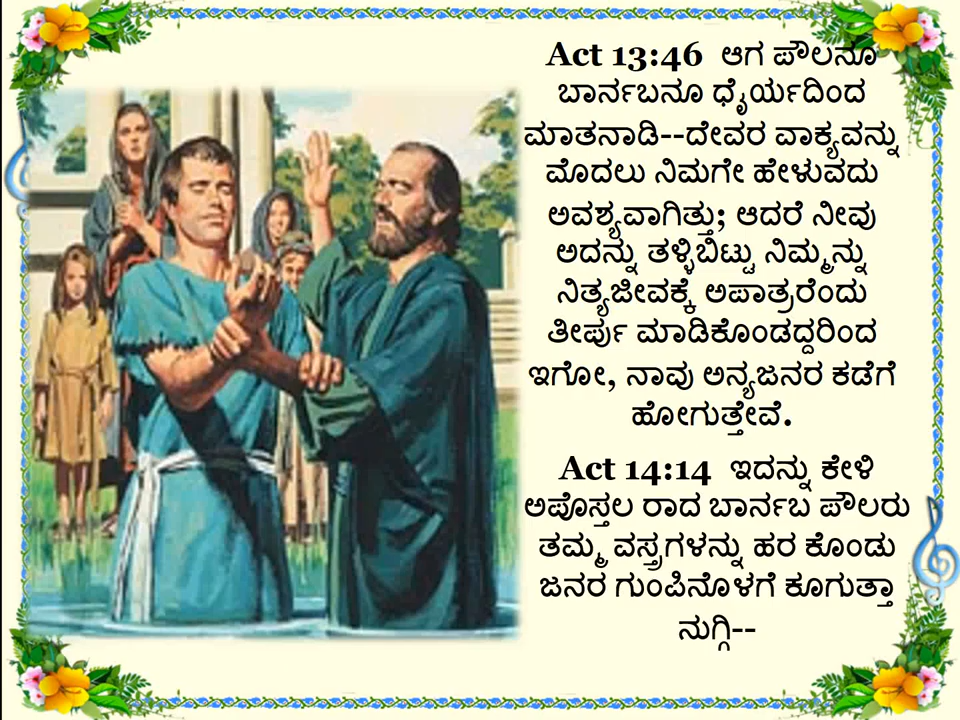 Act 13:46 ಆಗ ಪೌಲನೂ
ಬಾರ್ನಬನೂ ಧೈರ್ಯದಿಂದ
ಮಾತನಾಡಿ--ದೇವರ ವಾಕ್ಯವನ್ನು
ಮೊದಲು ನಿಮಗೇ ಹೇಳುವದು
ಅವಶ್ಯವಾಗಿತ್ತು; ಆದರೆ ನೀವು
ಅದನ್ನು ತಳ್ಳಿಬಿಟ್ಟು ನಿಮ್ಮನ್ನು
ನಿತ್ಯಜೀವಕ್ಕೆ ಅಪಾತ್ರರೆಂದು
ತೀರ್ಪು ಮಾಡಿಕೊಂಡದ್ದರಿಂದ
ಇಗೋ, ನಾವು ಅನ್ಯಜನರ ಕಡೆಗೆ
ಹೋಗುತ್ತೇವೆ.
Act 14:14 ಇದನ್ನು ಕೇಳಿ
ಅಪೊಸ್ತಲ ರಾದ ಬಾರ್ನಬ ಪೌಲರು
ತಮ್ಮ ವಸ್ತ್ರಗಳನ್ನು ಹರ ಕೊಂಡು
ಜನರ ಗುಂಪಿನೊಳಗೆ ಕೂಗುತ್ತಾ
ನುಗ್ಗಿ--